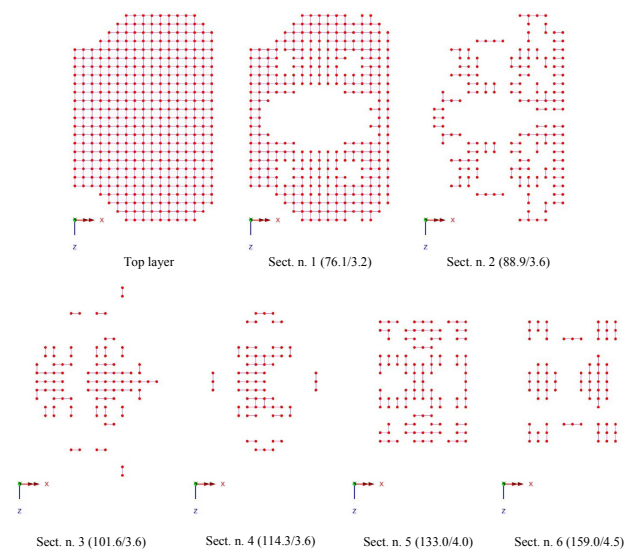 x x x
z z z
Top layer Sect. n. 1 (76.1/3.2) Sect. n. 2 (88.9/3.6)
x x x x
z z z z
Sect. n. 3 (101.6/3.6) Sect. n. 4 (114.3/3.6) Sect. n. 5 (133.0/4.0) Sect. n. 6 (159.0/4.5)